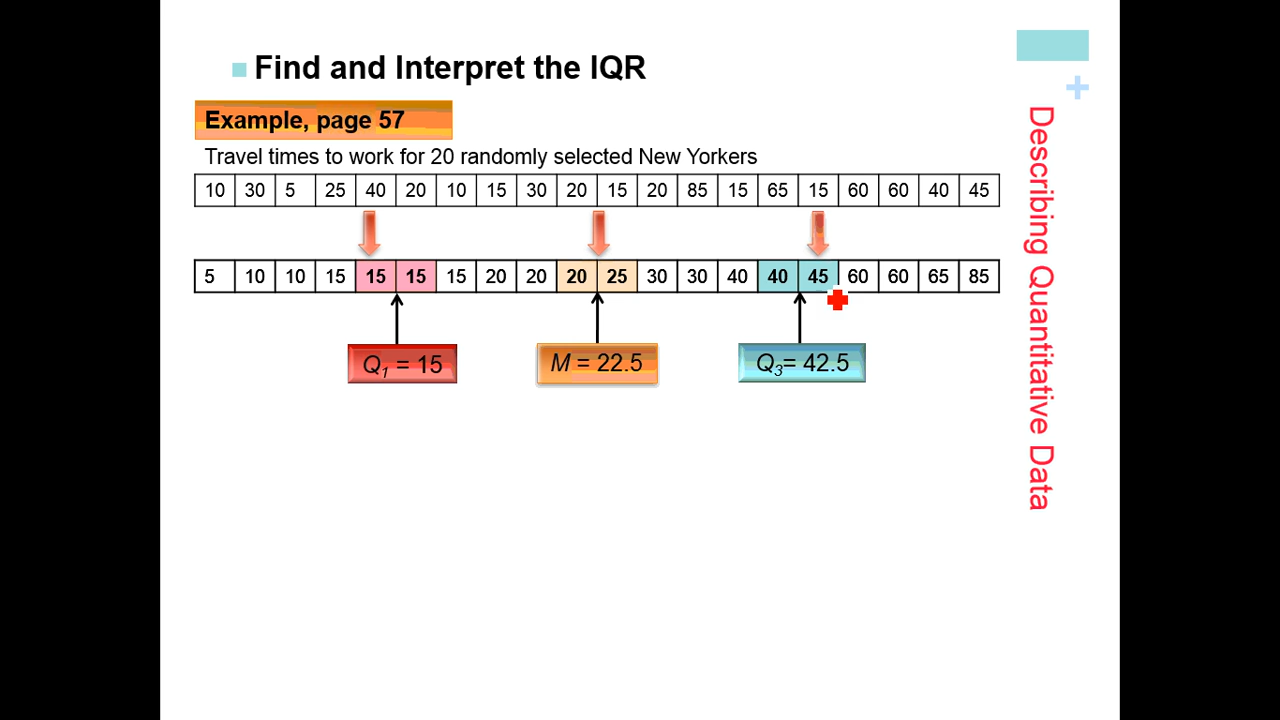 Find and Interpret the IQR
Example, page 57
Travel times to work for 20 randomly selected New Yorkers
10 30 5 25 40 20 10 15 30 20 15 20 85 15 65 15 60 60 40 45
5 10 10 15 15 15 15 20 20 20 25 30 30 40 40 45 60 60 65 85
Q1 = 15
M = 22.5
Q3= 42.5
Describing Quantitative Data